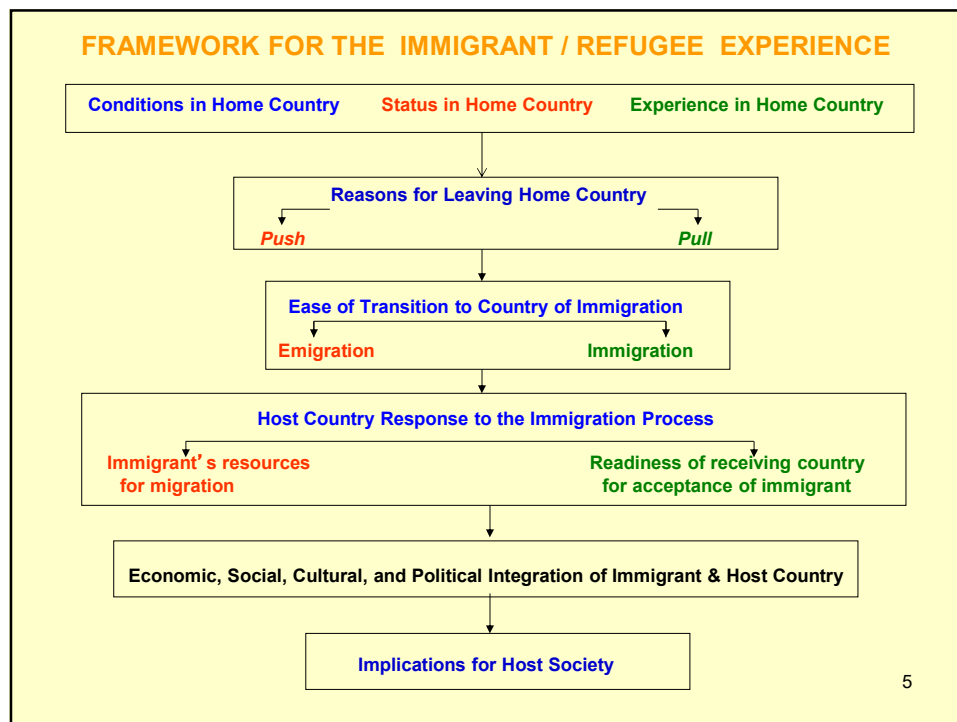 FRAMEWORK FOR THE IMMIGRANT / REFUGEE EXPERIENCE
Conditions in Home Country Status in Home Country Experience in Home Country
Reasons for Leaving Home Country
Push Pull
Ease of Transition to Country of Immigration
Emigration Immigration
Host Country Response to the Immigration Process
Immigrant's resources Readiness of receiving country
for migration for acceptance of immigrant
Economic, Social, Cultural, and Political Integration of Immigrant & Host Country
Implications for Host Society
5